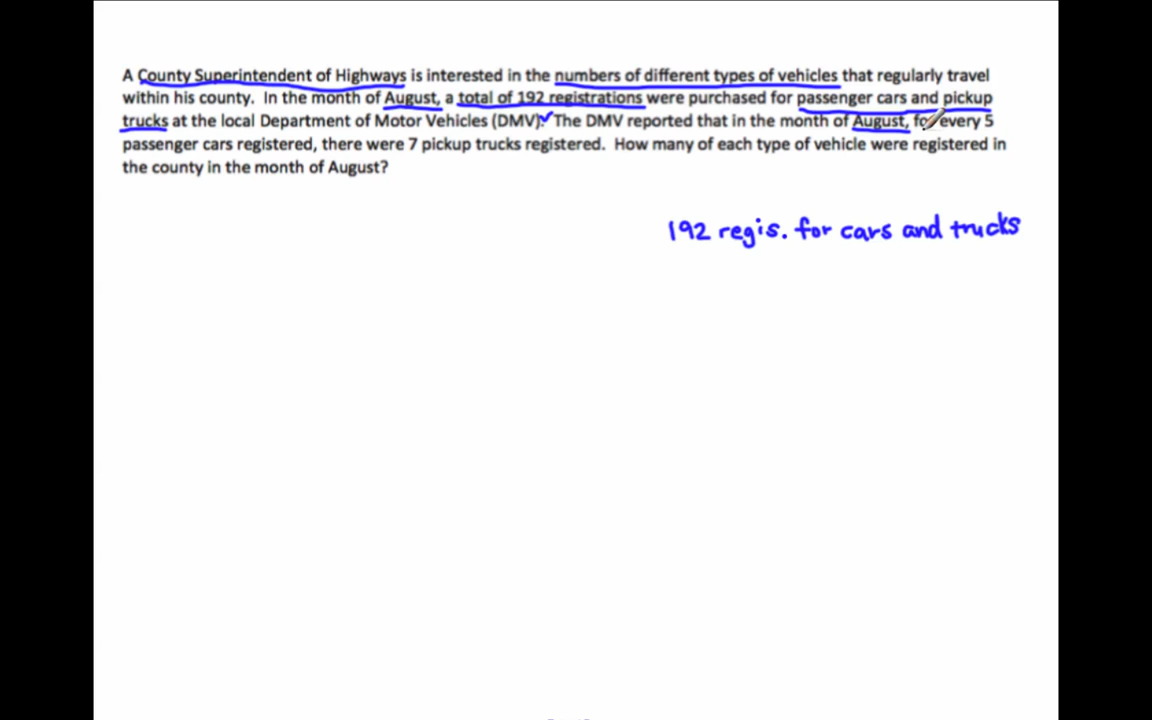 A County Superintendent of Highways is interested in the numbers of different types of vehicles that regularly travel
within his county. In the month of August, a total of 192 registrations were purchased for passenger cars and pickup
trucks at the local Department of Motor Vehicles (DMV). The DMV reported that in the month of August, for every 5
passenger cars registered, there were 7 pickup trucks registered. How many of each type of vehicle were registered in
the county in the month of August?
192 regis. for cars and trucks